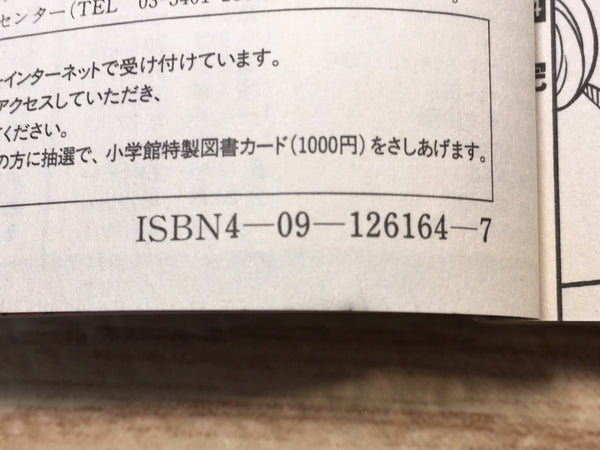 センター(TEL 03-5481-
インターネットで受け付けています。
アクセスしていただき、
ください。
の方に抽選で、小学館特製図書カード(1000円)をさしあげます。
ISBN4—09—126164—7